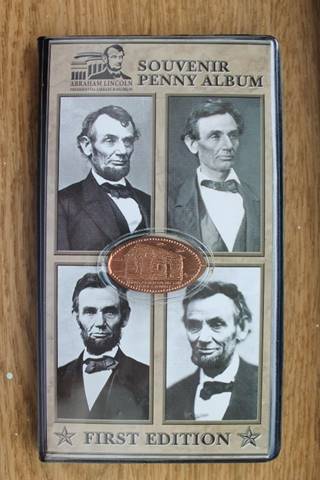 ABRAHAM LINCOLN
PRESIDENTIAL LIBRARY & MUSEUM
SOUVENIR
PENNY ALBUM
FIRST EDITION